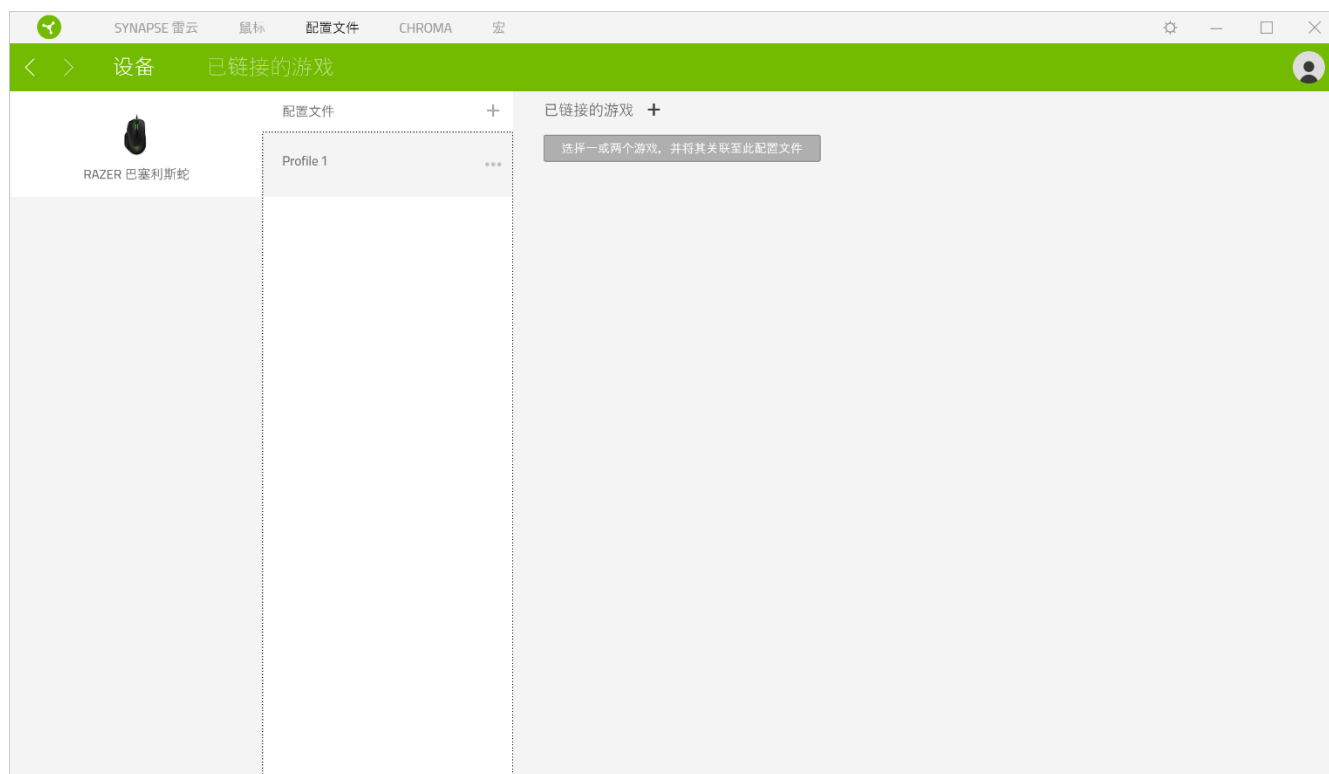 SYNAPSE 雷云 鼠标 配置文件 CHROMA 宏
设备 已链接的游戏
RAZER 巴塞利斯蛇
配置文件
Profile 1
已链接的游戏
选择一或两个游戏，并将其关联至此配置文件